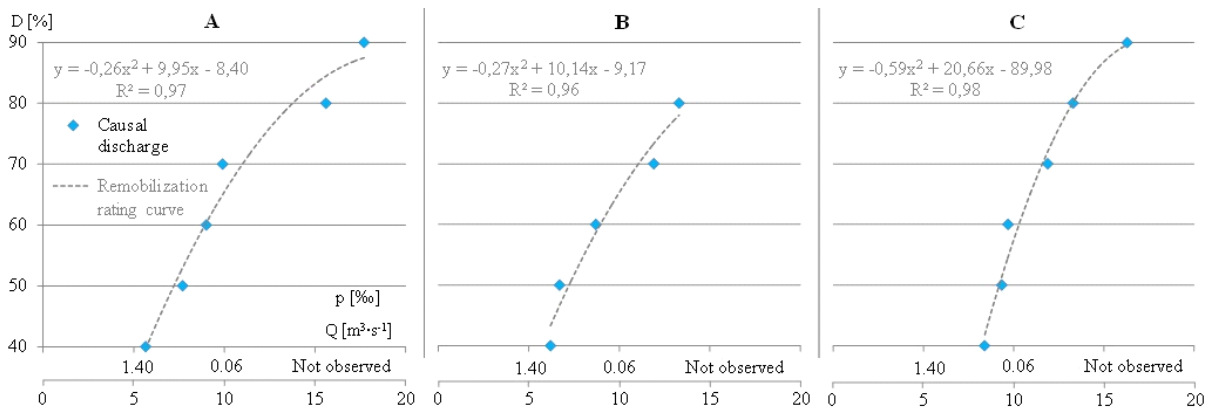 D [%]
A
B
C
90
y = -0,26x² + 9,95x - 8,40
R² = 0,97
y = -0,27x² + 10,14x - 9,17
R² = 0,96
y = -0,59x² + 20,66x - 89,98
R² = 0,98
80
Causal
discharge
70
Remobilization
rating curve
60
50
p [‰]
Q [m³·s⁻¹]
40
1.40 0.06 Not observed
1.40 0.06 Not observed
1.40 0.06 Not observed
0 5 10 15 20
0 5 10 15 20
0 5 10 15 20